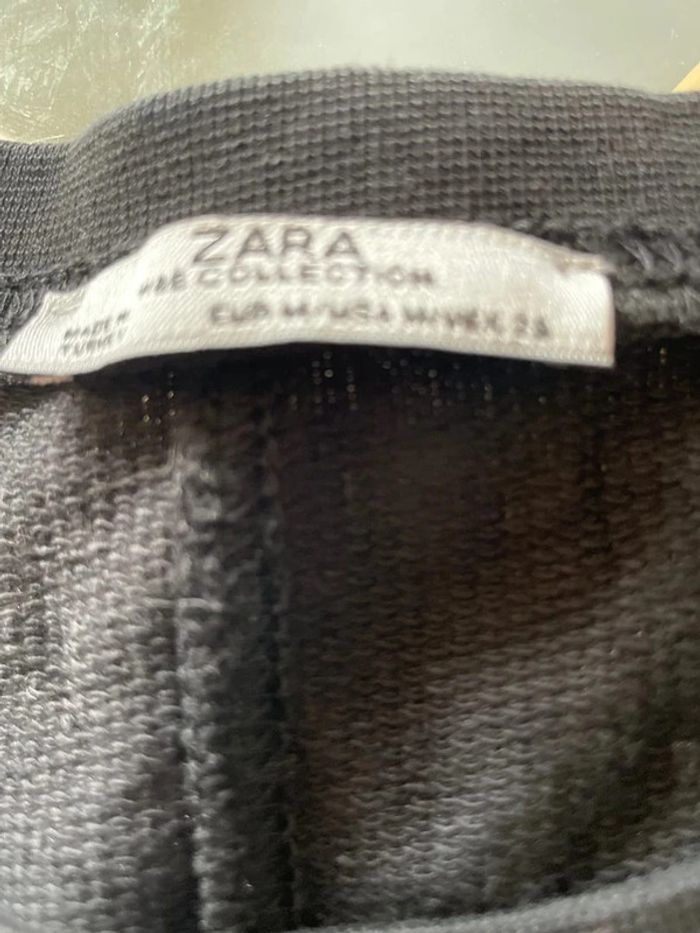 ZARA
W&B COLLECTION
MADE IN
TURKEY
EUR M/USA M/MEX 28